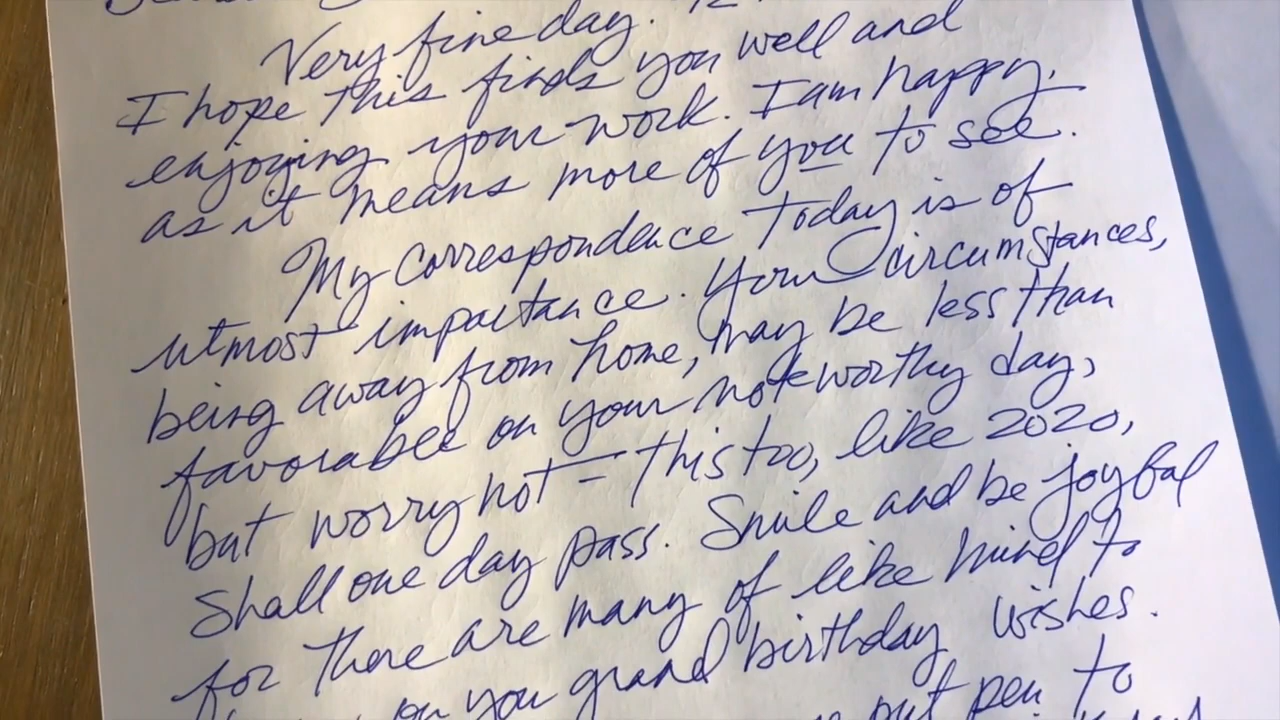 Very fine day.
I hope this finds you well and
enjoying your work. I am happy,
as it means more of you to see.
My correspondence today is of
utmost importance. Your circumstances,
being away from home, may be less than
favorable on your noteworthy day,
but worry not – this too, like 2020,
shall one day pass. Smile and be joyful
for there are many of like mind to
on you grand birthday wishes.
put pen to